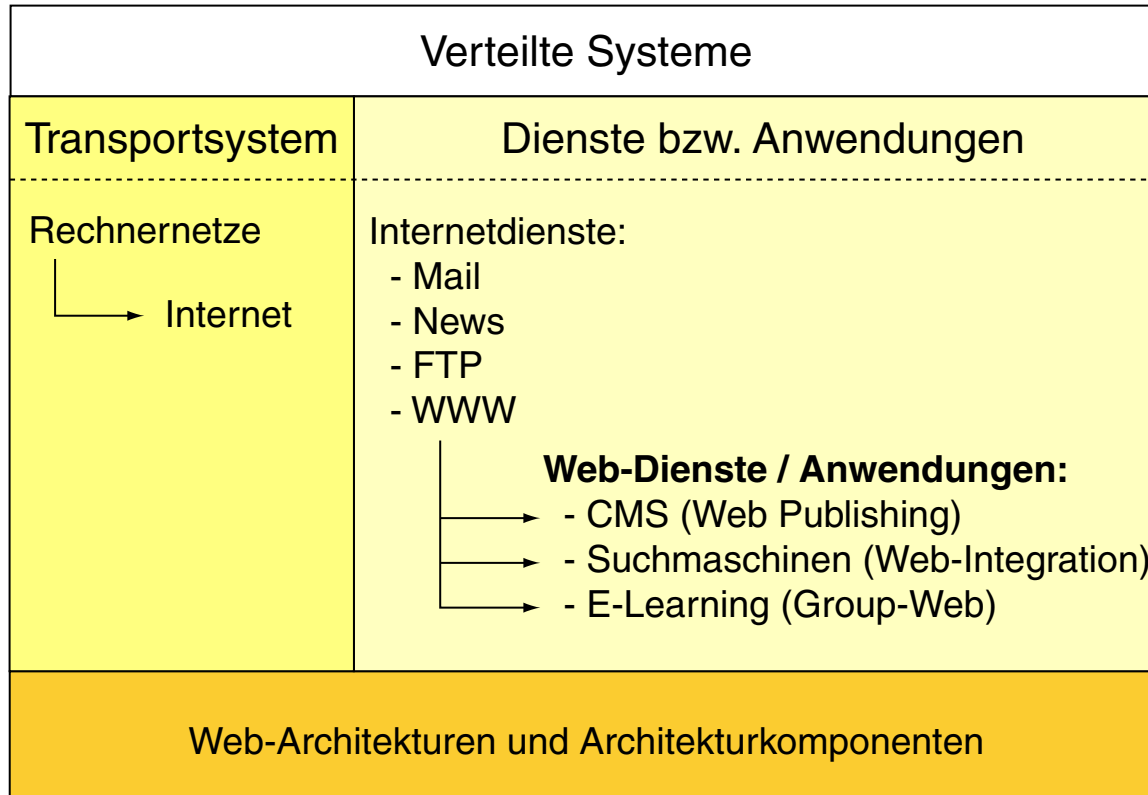 Verteilte Systeme
Transportsystem
Dienste bzw. Anwendungen
Rechnernetze
Internet
Internetdienste:
- Mail
- News
- FTP
- WWW
Web-Dienste / Anwendungen:
- CMS (Web Publishing)
- Suchmaschinen (Web-Integration)
- E-Learning (Group-Web)
Web-Architekturen und Architekturkomponenten